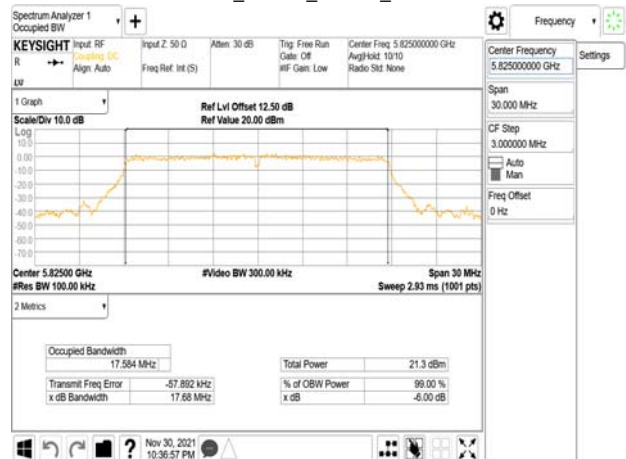 Spectrum Analyzer 1
Occupied BW
Frequency
KEYSIGHT
R
Input: RF
Coupling: DC
Align: Auto
Input Z: 50 Ω
Freq Ref: Int (S)
Atten: 30 dB
Trig: Free Run
Gate: Off
#IF Gain: Low
Center Freq: 5.825000000 GHz
Avg|Hold: 10/10
Radio Std: None
Center Frequency
5.825000000 GHz
Settings
Span
30.000 MHz
CF Step
3.000000 MHz
Auto
Man
Freq Offset
0 Hz
1 Graph
Scale/Div 10.0 dB
Ref Lvl Offset 12.50 dB
Ref Value 20.00 dBm
Log
10.0
0.00
-10.0
-20.0
-30.0
-40.0
-50.0
-60.0
-70.0
Center 5.82500 GHz
#Res BW 100.00 kHz
#Video BW 300.00 kHz
Span 30 MHz
Sweep 2.93 ms (1001 pts)
2 Metrics
Occupied Bandwidth
17.584 MHz
Transmit Freq Error -57.892 kHz
x dB Bandwidth 17.68 MHz
Total Power 21.3 dBm
% of OBW Power 99.00 %
x dB -6.00 dB
?
Nov 30, 2021
10:36:57 PM